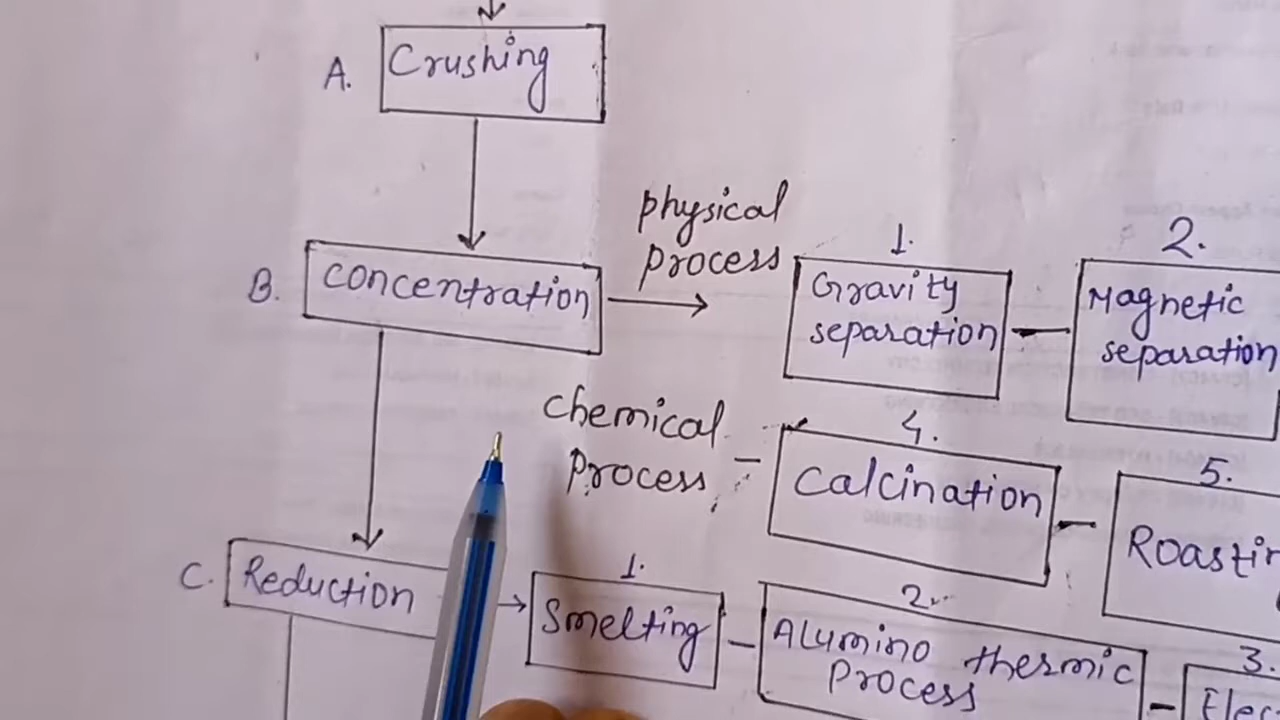 A. Crushing
B. Concentration
physical
process
1.
Gravity
separation
2.
Magnetic
separation
chemical
process
4.
Calcination
5.
C. Reduction
1.
Smelting
2.
Alumino thermic
Process
3.